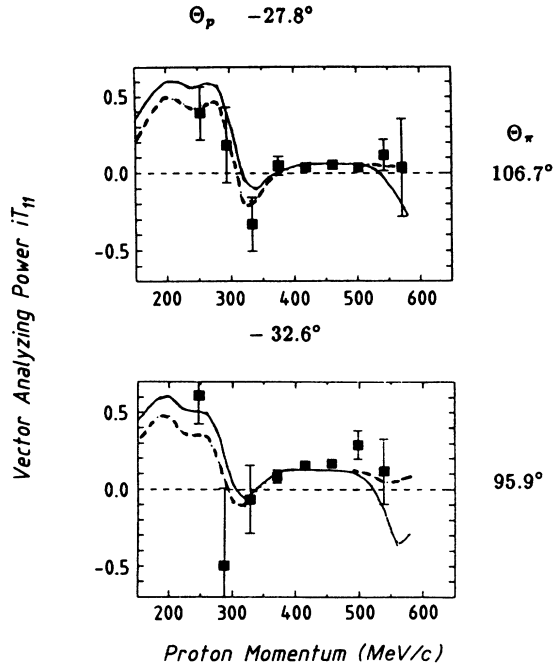 Θp −27.8°
0.5
0.0
−0.5
200 300 400 500 600
Θπ
106.7°
− 32.6°
0.5
0.0
−0.5
200 300 400 500 600
95.9°
Vector Analyzing Power iT11
Proton Momentum (MeV/c)